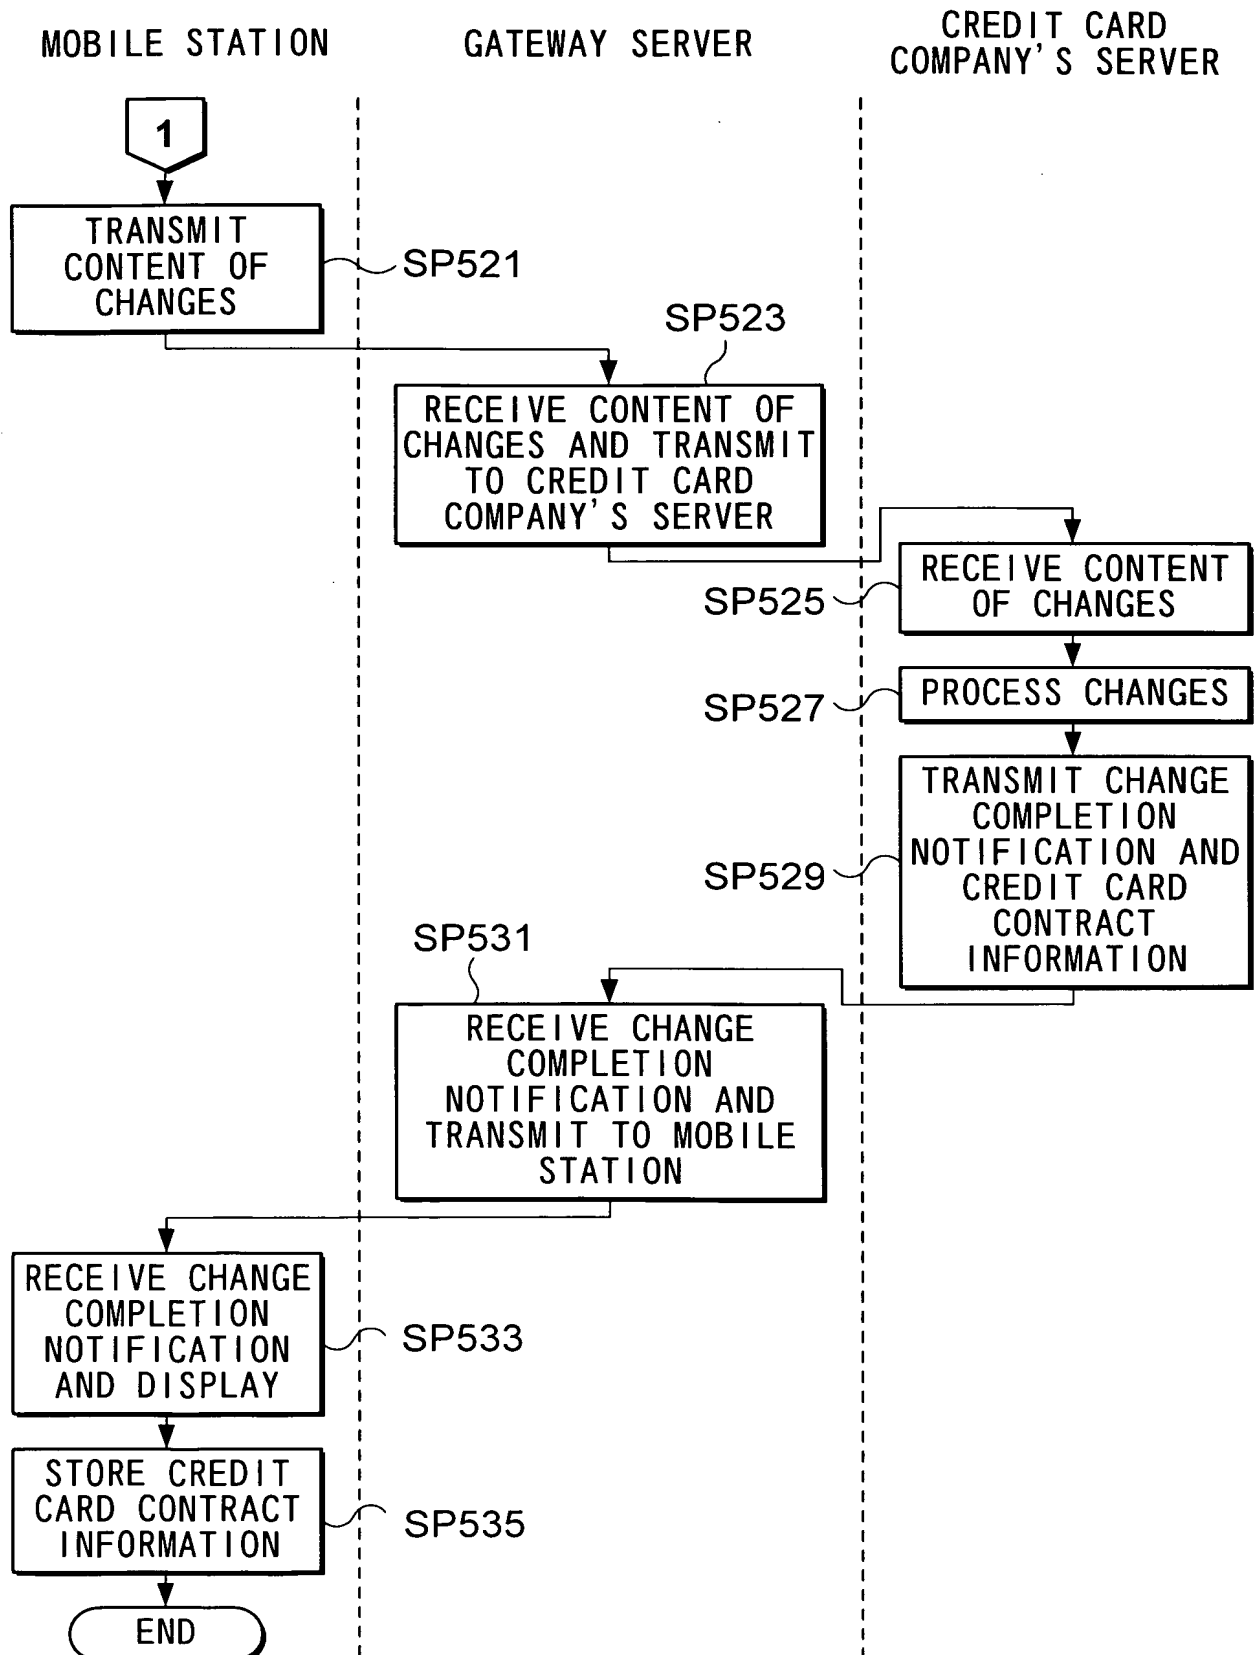 MOBILE STATION
GATEWAY SERVER
CREDIT CARD
COMPANY'S SERVER
1
TRANSMIT
CONTENT OF
CHANGES
SP521
SP523
RECEIVE CONTENT OF
CHANGES AND TRANSMIT
TO CREDIT CARD
COMPANY'S SERVER
RECEIVE CONTENT
OF CHANGES
SP525
PROCESS CHANGES
SP527
TRANSMIT CHANGE
COMPLETION
NOTIFICATION AND
CREDIT CARD
CONTRACT
INFORMATION
SP529
SP531
RECEIVE CHANGE
COMPLETION
NOTIFICATION AND
TRANSMIT TO MOBILE
STATION
RECEIVE CHANGE
COMPLETION
NOTIFICATION
AND DISPLAY
SP533
STORE CREDIT
CARD CONTRACT
INFORMATION
SP535
END